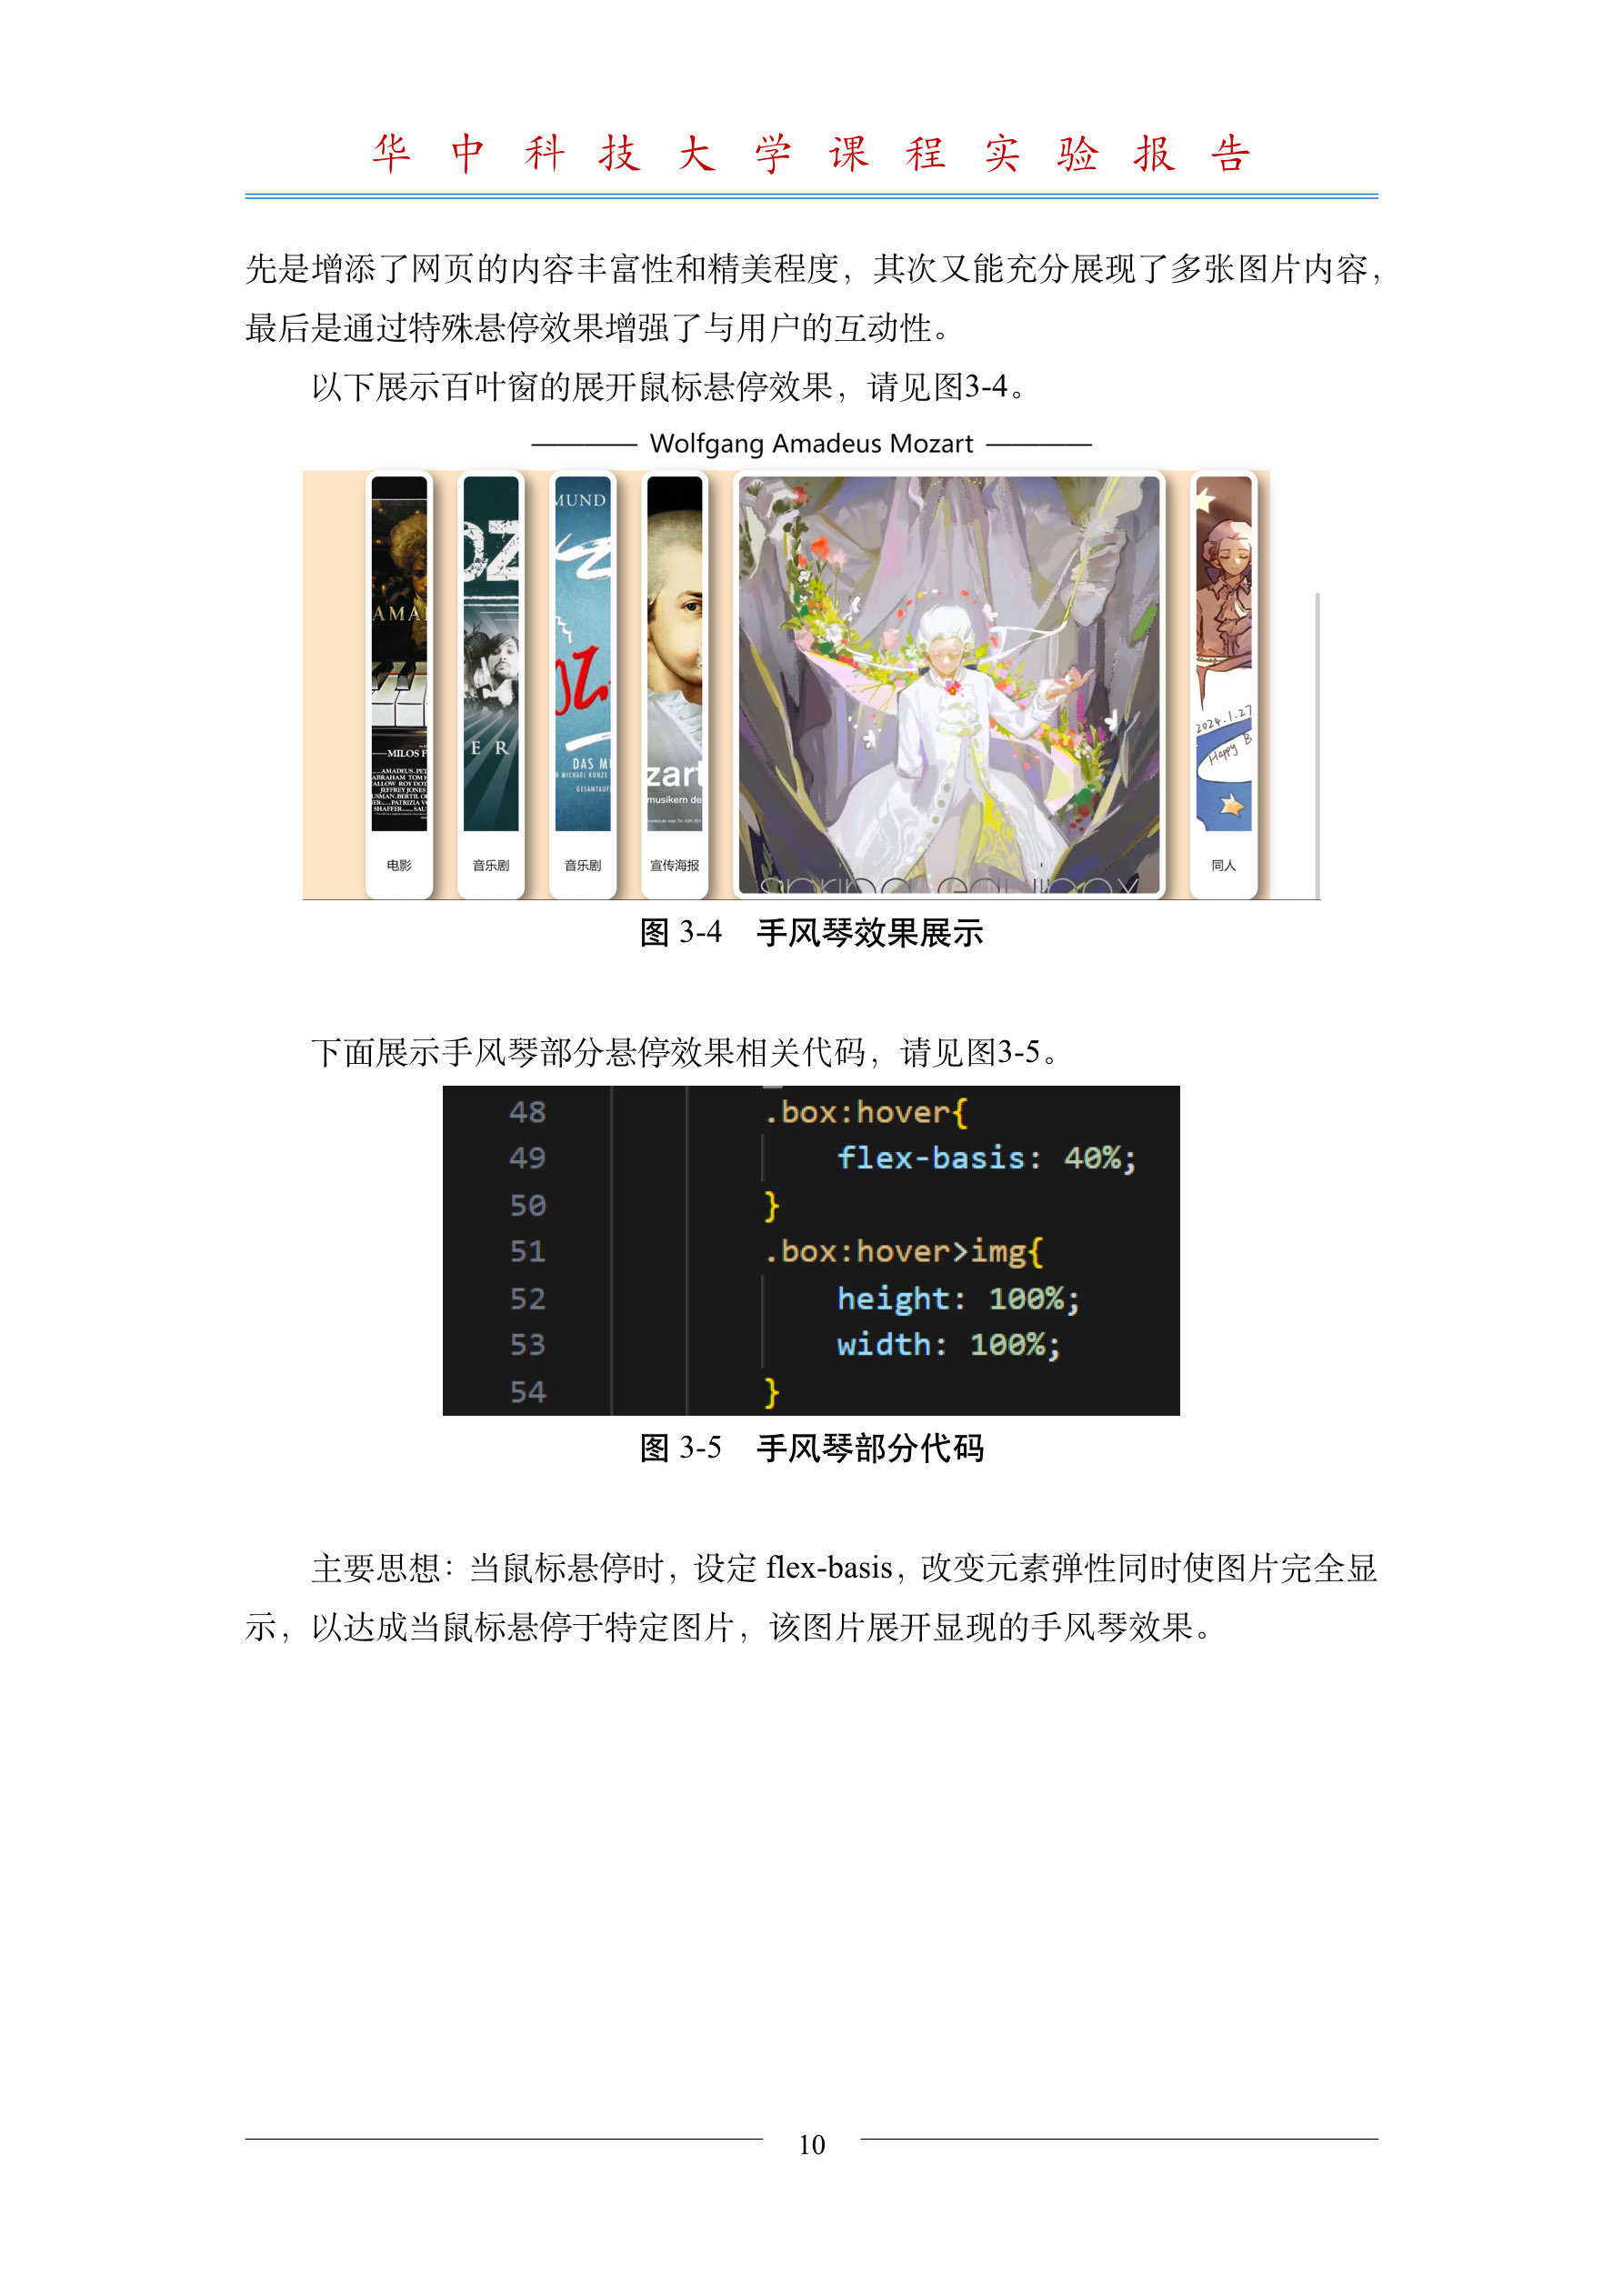 华中科技大学课程实验报告
先是增添了网页的内容丰富性和精美程度，其次又能充分展现了多张图片内容，
最后是通过特殊悬停效果增强了与用户的互动性。
以下展示百叶窗的展开鼠标悬停效果，请见图3-4。
Wolfgang Amadeus Mozart
MUND
OZ
AMA
ER
MILOS F
DAS MU
MICHAEL KUNZE
GESAMTAUF
zart
musikern de
2024.1.27
Happy B
spring equinox
电影
音乐剧
音乐剧
宣传海报
同人
图 3-4 手风琴效果展示
下面展示手风琴部分悬停效果相关代码，请见图3-5。
48 .box:hover{
49 flex-basis: 40%;
50 }
51 .box:hover>img{
52 height: 100%;
53 width: 100%;
54 }
图 3-5 手风琴部分代码
主要思想：当鼠标悬停时，设定 flex-basis，改变元素弹性同时使图片完全显
示，以达成当鼠标悬停于特定图片，该图片展开显现的手风琴效果。
10